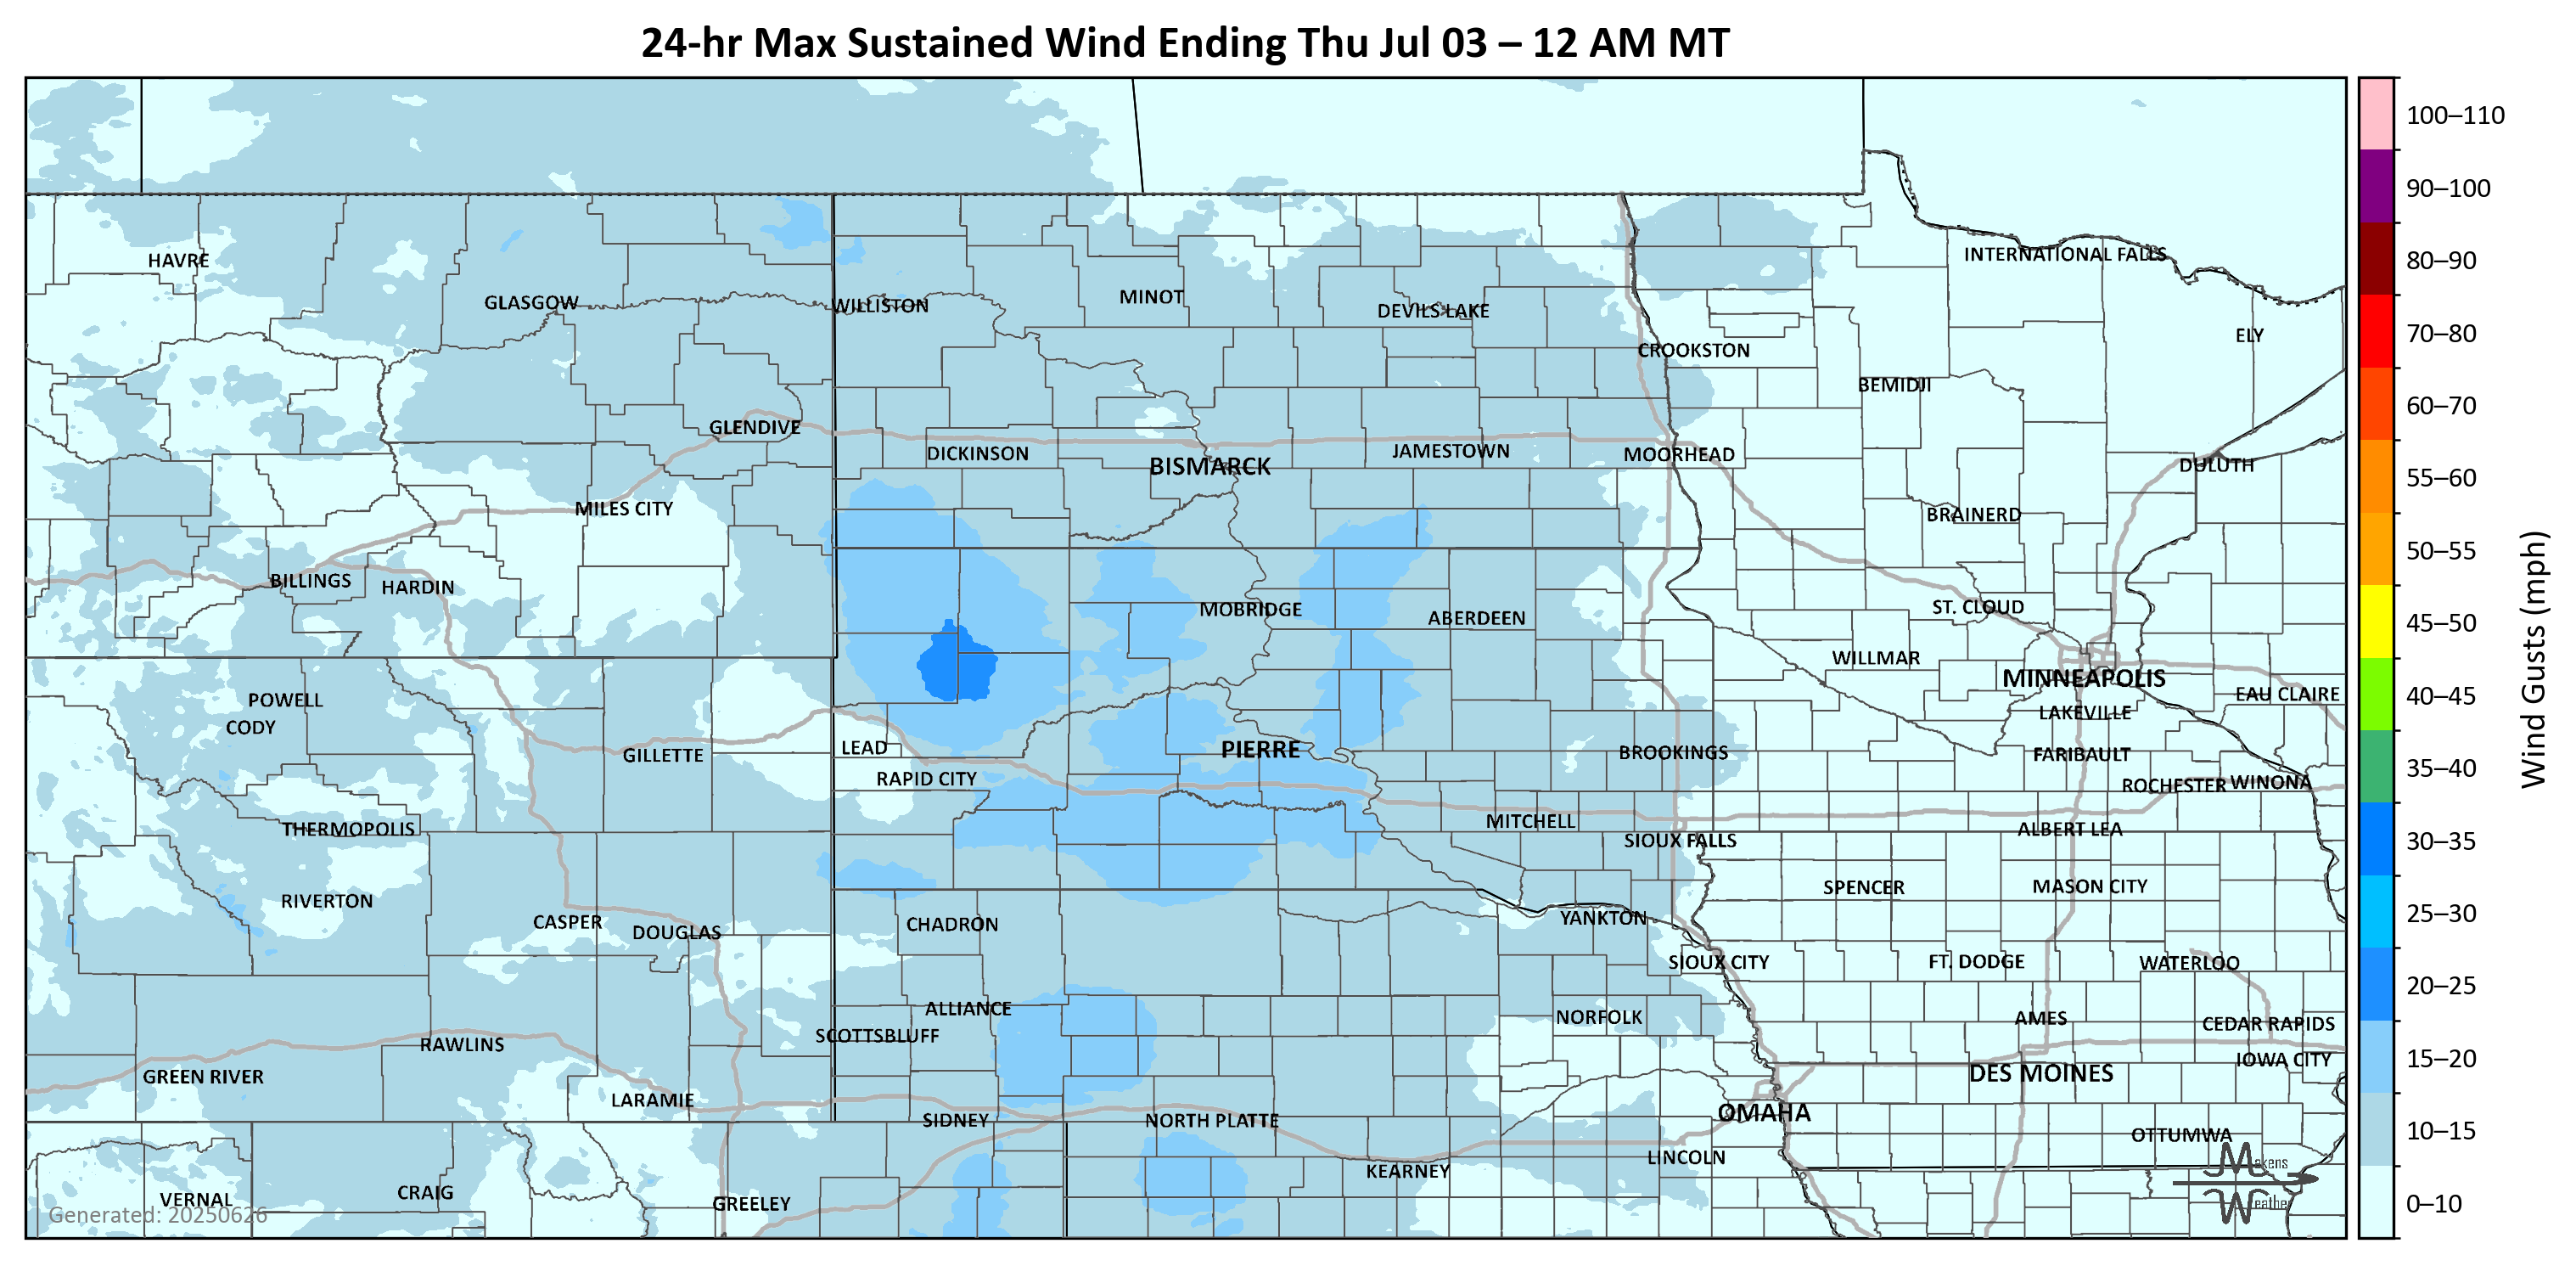 24-hr Max Sustained Wind Ending Thu Jul 03 – 12 AM MT
100–110
90–100
80–90
70–80
60–70
55–60
50–55
45–50
40–45
35–40
30–35
25–30
20–25
15–20
10–15
0–10
Wind Gusts (mph)
HAVRE
INTERNATIONAL FALLS
GLASGOW
WILLISTON
MINOT
DEVILS LAKE
ELY
CROOKSTON
BEMIDJI
GLENDIVE
DICKINSON
BISMARCK
JAMESTOWN
MOORHEAD
DULUTH
MILES CITY
BRAINERD
BILLINGS
HARDIN
MOBRIDGE
ABERDEEN
ST. CLOUD
WILLMAR
MINNEAPOLIS
POWELL
EAU CLAIRE
CODY
LAKEVILLE
GILLETTE
LEAD
PIERRE
BROOKINGS
FARIBAULT
RAPID CITY
ROCHESTER
WINONA
THERMOPOLIS
MITCHELL
ALBERT LEA
SIOUX FALLS
RIVERTON
SPENCER
MASON CITY
CASPER
DOUGLAS
CHADRON
YANKTON
SIOUX CITY
FT. DODGE
WATERLOO
ALLIANCE
NORFOLK
AMES
CEDAR RAPIDS
SCOTTSBLUFF
RAWLINS
IOWA CITY
GREEN RIVER
DES MOINES
LARAMIE
OMAHA
SIDNEY
NORTH PLATTE
OTTUMWA
LINCOLN
KEARNEY
VERNAL
CRAIG
GREELEY
Generated: 20250626
Makens
Weather